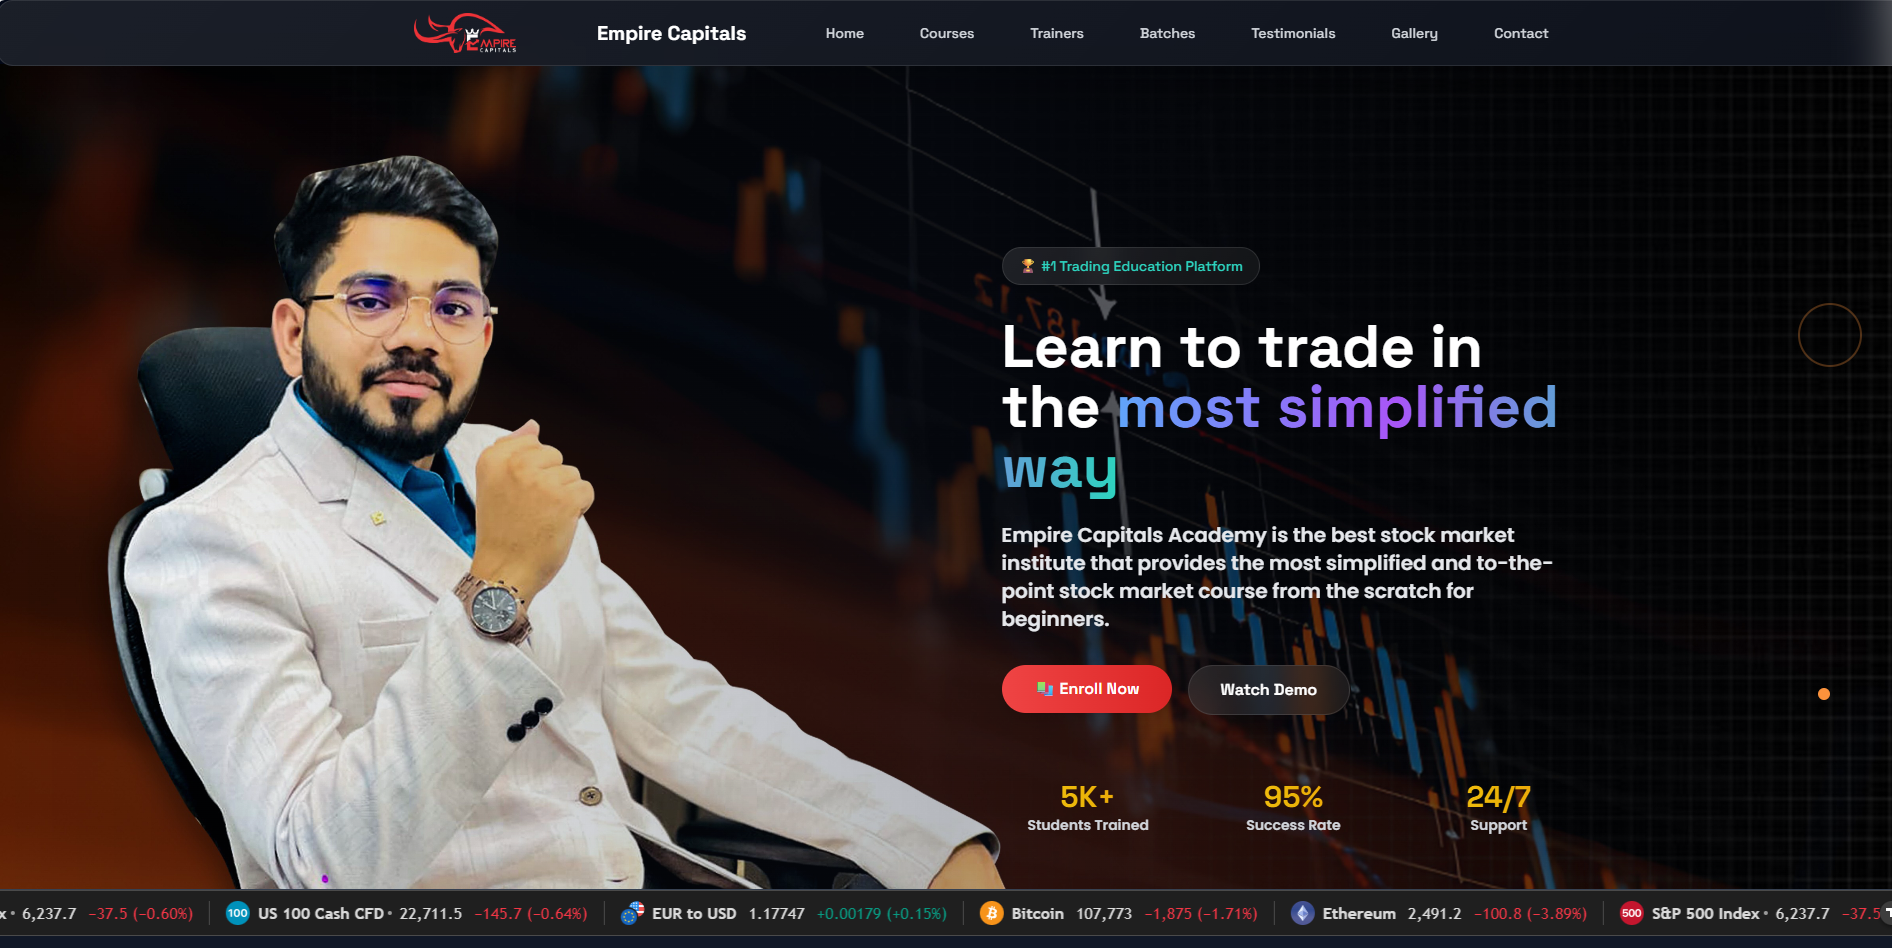 EMPIRE
CAPITALS
Empire Capitals
Home
Courses
Trainers
Batches
Testimonials
Gallery
Contact
🏆 #1 Trading Education Platform
Learn to trade in
the most simplified
way
Empire Capitals Academy is the best stock market
institute that provides the most simplified and to-the-
point stock market course from the scratch for
beginners.
Enroll Now
Watch Demo
5K+
Students Trained
95%
Success Rate
24/7
Support
x • 6,237.7 −37.5 (−0.60%)
100 US 100 Cash CFD • 22,711.5 −145.7 (−0.64%)
EUR to USD 1.17747 +0.00179 (+0.15%)
Bitcoin 107,773 −1,875 (−1.71%)
Ethereum 2,491.2 −100.8 (−3.89%)
500 S&P 500 Index • 6,237.7 −37.5